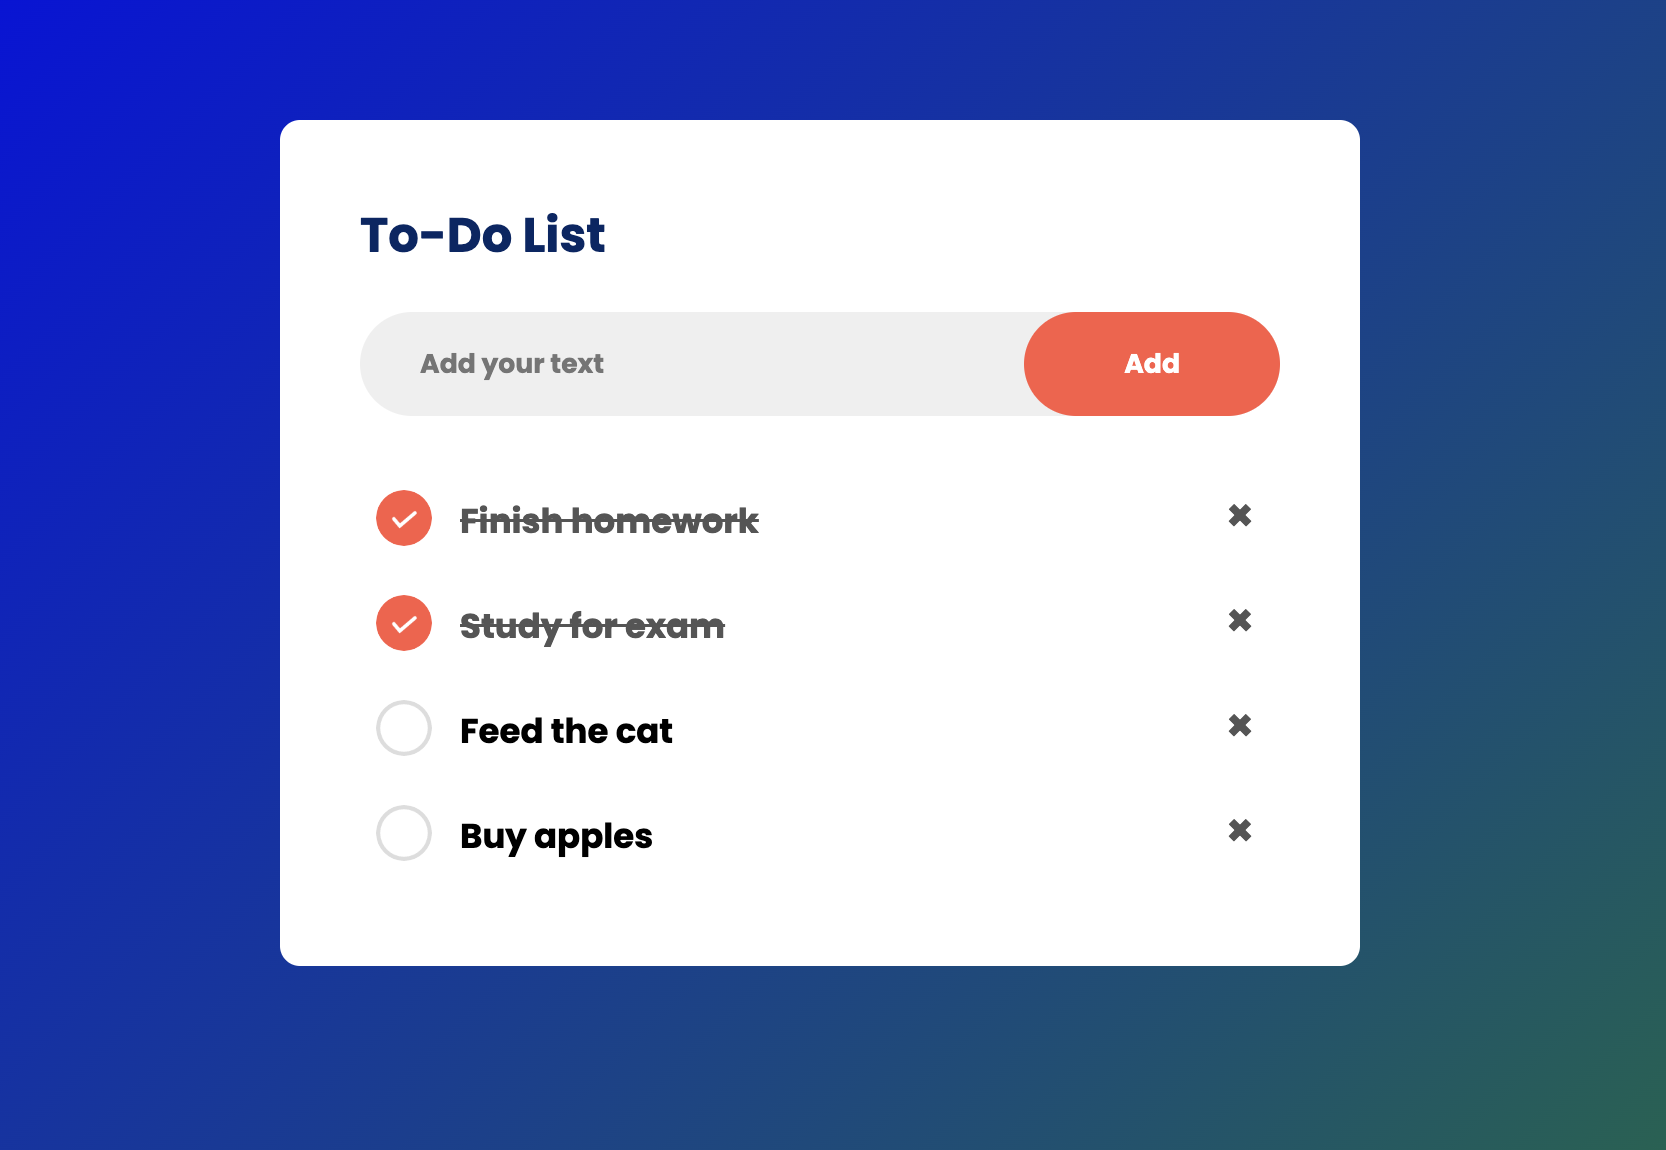 To-Do List
Add your text
Add
Finish homework
Study for exam
Feed the cat
Buy apples